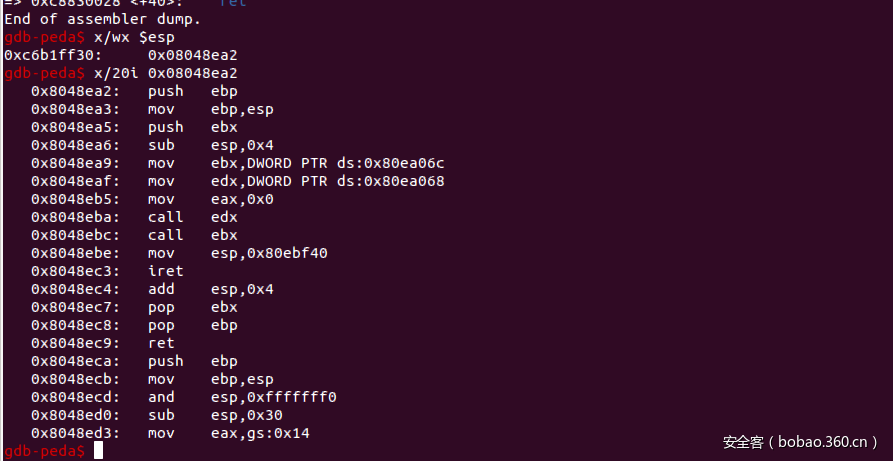 => 0xc8830028 <+40>: ret
End of assembler dump.
gdb-peda$ x/wx $esp
0xc6b1ff30: 0x08048ea2
gdb-peda$ x/20i 0x08048ea2
0x8048ea2: push ebp
0x8048ea3: mov ebp,esp
0x8048ea5: push ebx
0x8048ea6: sub esp,0x4
0x8048ea9: mov ebx,DWORD PTR ds:0x80ea06c
0x8048eaf: mov edx,DWORD PTR ds:0x80ea068
0x8048eb5: mov eax,0x0
0x8048eba: call edx
0x8048ebc: call ebx
0x8048ebe: mov esp,0x80ebf40
0x8048ec3: iret
0x8048ec4: add esp,0x4
0x8048ec7: pop ebx
0x8048ec8: pop ebp
0x8048ec9: ret
0x8048eca: push ebp
0x8048ecb: mov ebp,esp
0x8048ecd: and esp,0xfffffff0
0x8048ed0: sub esp,0x30
0x8048ed3: mov eax,gs:0x14
gdb-peda$
安全客（bobao.360.cn）